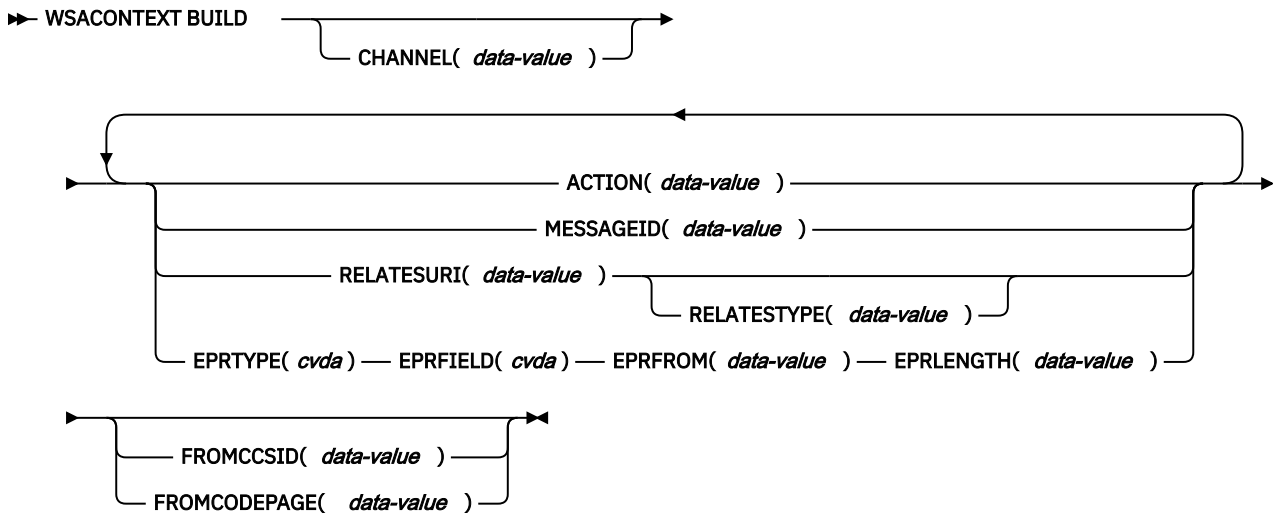 WSACONTEXT BUILD
CHANNEL( data-value )
ACTION( data-value )
MESSAGEID( data-value )
RELATESURI( data-value )
RELATESTYPE( data-value )
EPRTYPE( cvda ) EPRFIELD( cvda ) EPRFROM( data-value ) EPRLENGTH( data-value )
FROMCCSID( data-value )
FROMCODEPAGE( data-value )